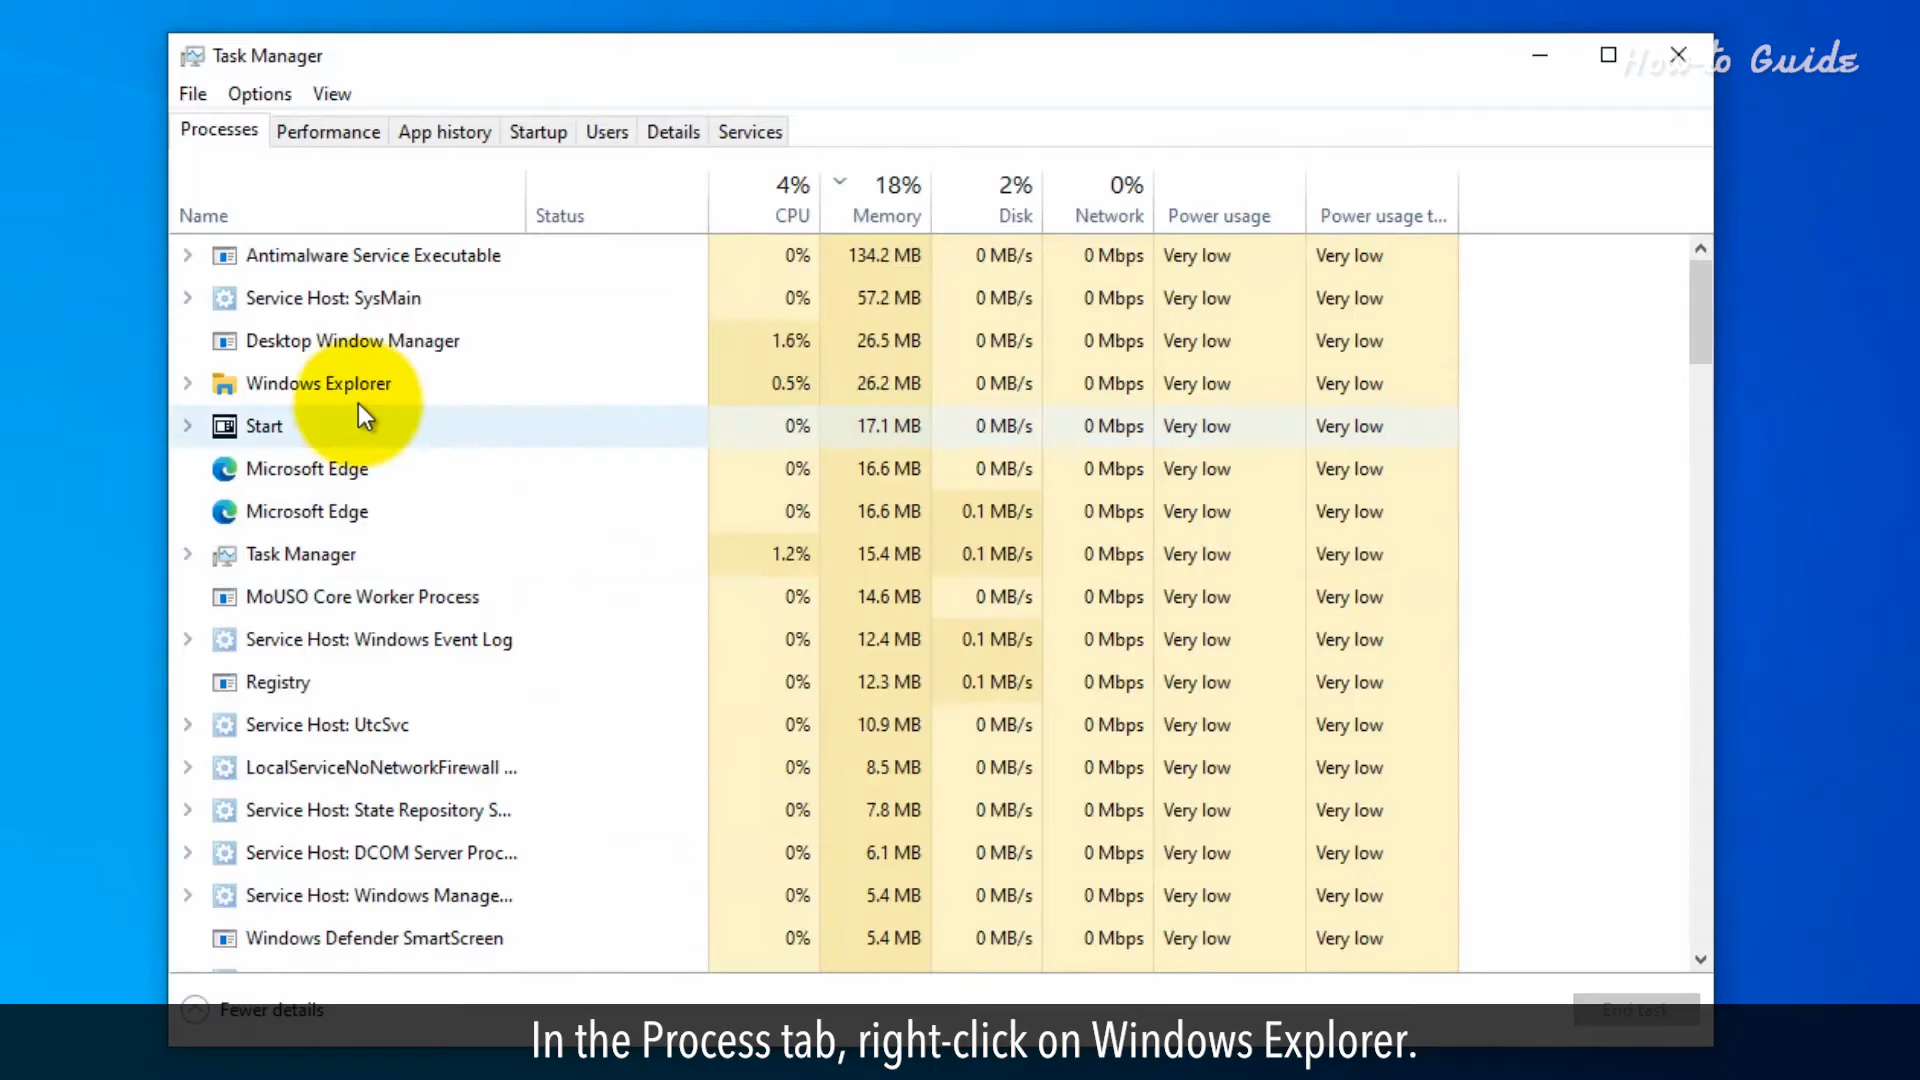 Task Manager
How-to Guide
File Options View
Processes Performance App history Startup Users Details Services
4% 18% 2% 0%
Name Status CPU Memory Disk Network Power usage Power usage t...
Antimalware Service Executable 0% 134.2 MB 0 MB/s 0 Mbps Very low Very low
Service Host: SysMain 0% 57.2 MB 0 MB/s 0 Mbps Very low Very low
Desktop Window Manager 1.6% 26.5 MB 0 MB/s 0 Mbps Very low Very low
Windows Explorer 0.5% 26.2 MB 0 MB/s 0 Mbps Very low Very low
Start 0% 17.1 MB 0 MB/s 0 Mbps Very low Very low
Microsoft Edge 0% 16.6 MB 0 MB/s 0 Mbps Very low Very low
Microsoft Edge 0% 16.6 MB 0.1 MB/s 0 Mbps Very low Very low
Task Manager 1.2% 15.4 MB 0.1 MB/s 0 Mbps Very low Very low
MoUSO Core Worker Process 0% 14.6 MB 0 MB/s 0 Mbps Very low Very low
Service Host: Windows Event Log 0% 12.4 MB 0.1 MB/s 0 Mbps Very low Very low
Registry 0% 12.3 MB 0.1 MB/s 0 Mbps Very low Very low
Service Host: UtcSvc 0% 10.9 MB 0 MB/s 0 Mbps Very low Very low
LocalServiceNoNetworkFirewall ... 0% 8.5 MB 0 MB/s 0 Mbps Very low Very low
Service Host: State Repository S... 0% 7.8 MB 0 MB/s 0 Mbps Very low Very low
Service Host: DCOM Server Proc... 0% 6.1 MB 0 MB/s 0 Mbps Very low Very low
Service Host: Windows Manage... 0% 5.4 MB 0 MB/s 0 Mbps Very low Very low
Windows Defender SmartScreen 0% 5.4 MB 0 MB/s 0 Mbps Very low Very low
Fewer details End task
In the Process tab, right-click on Windows Explorer.